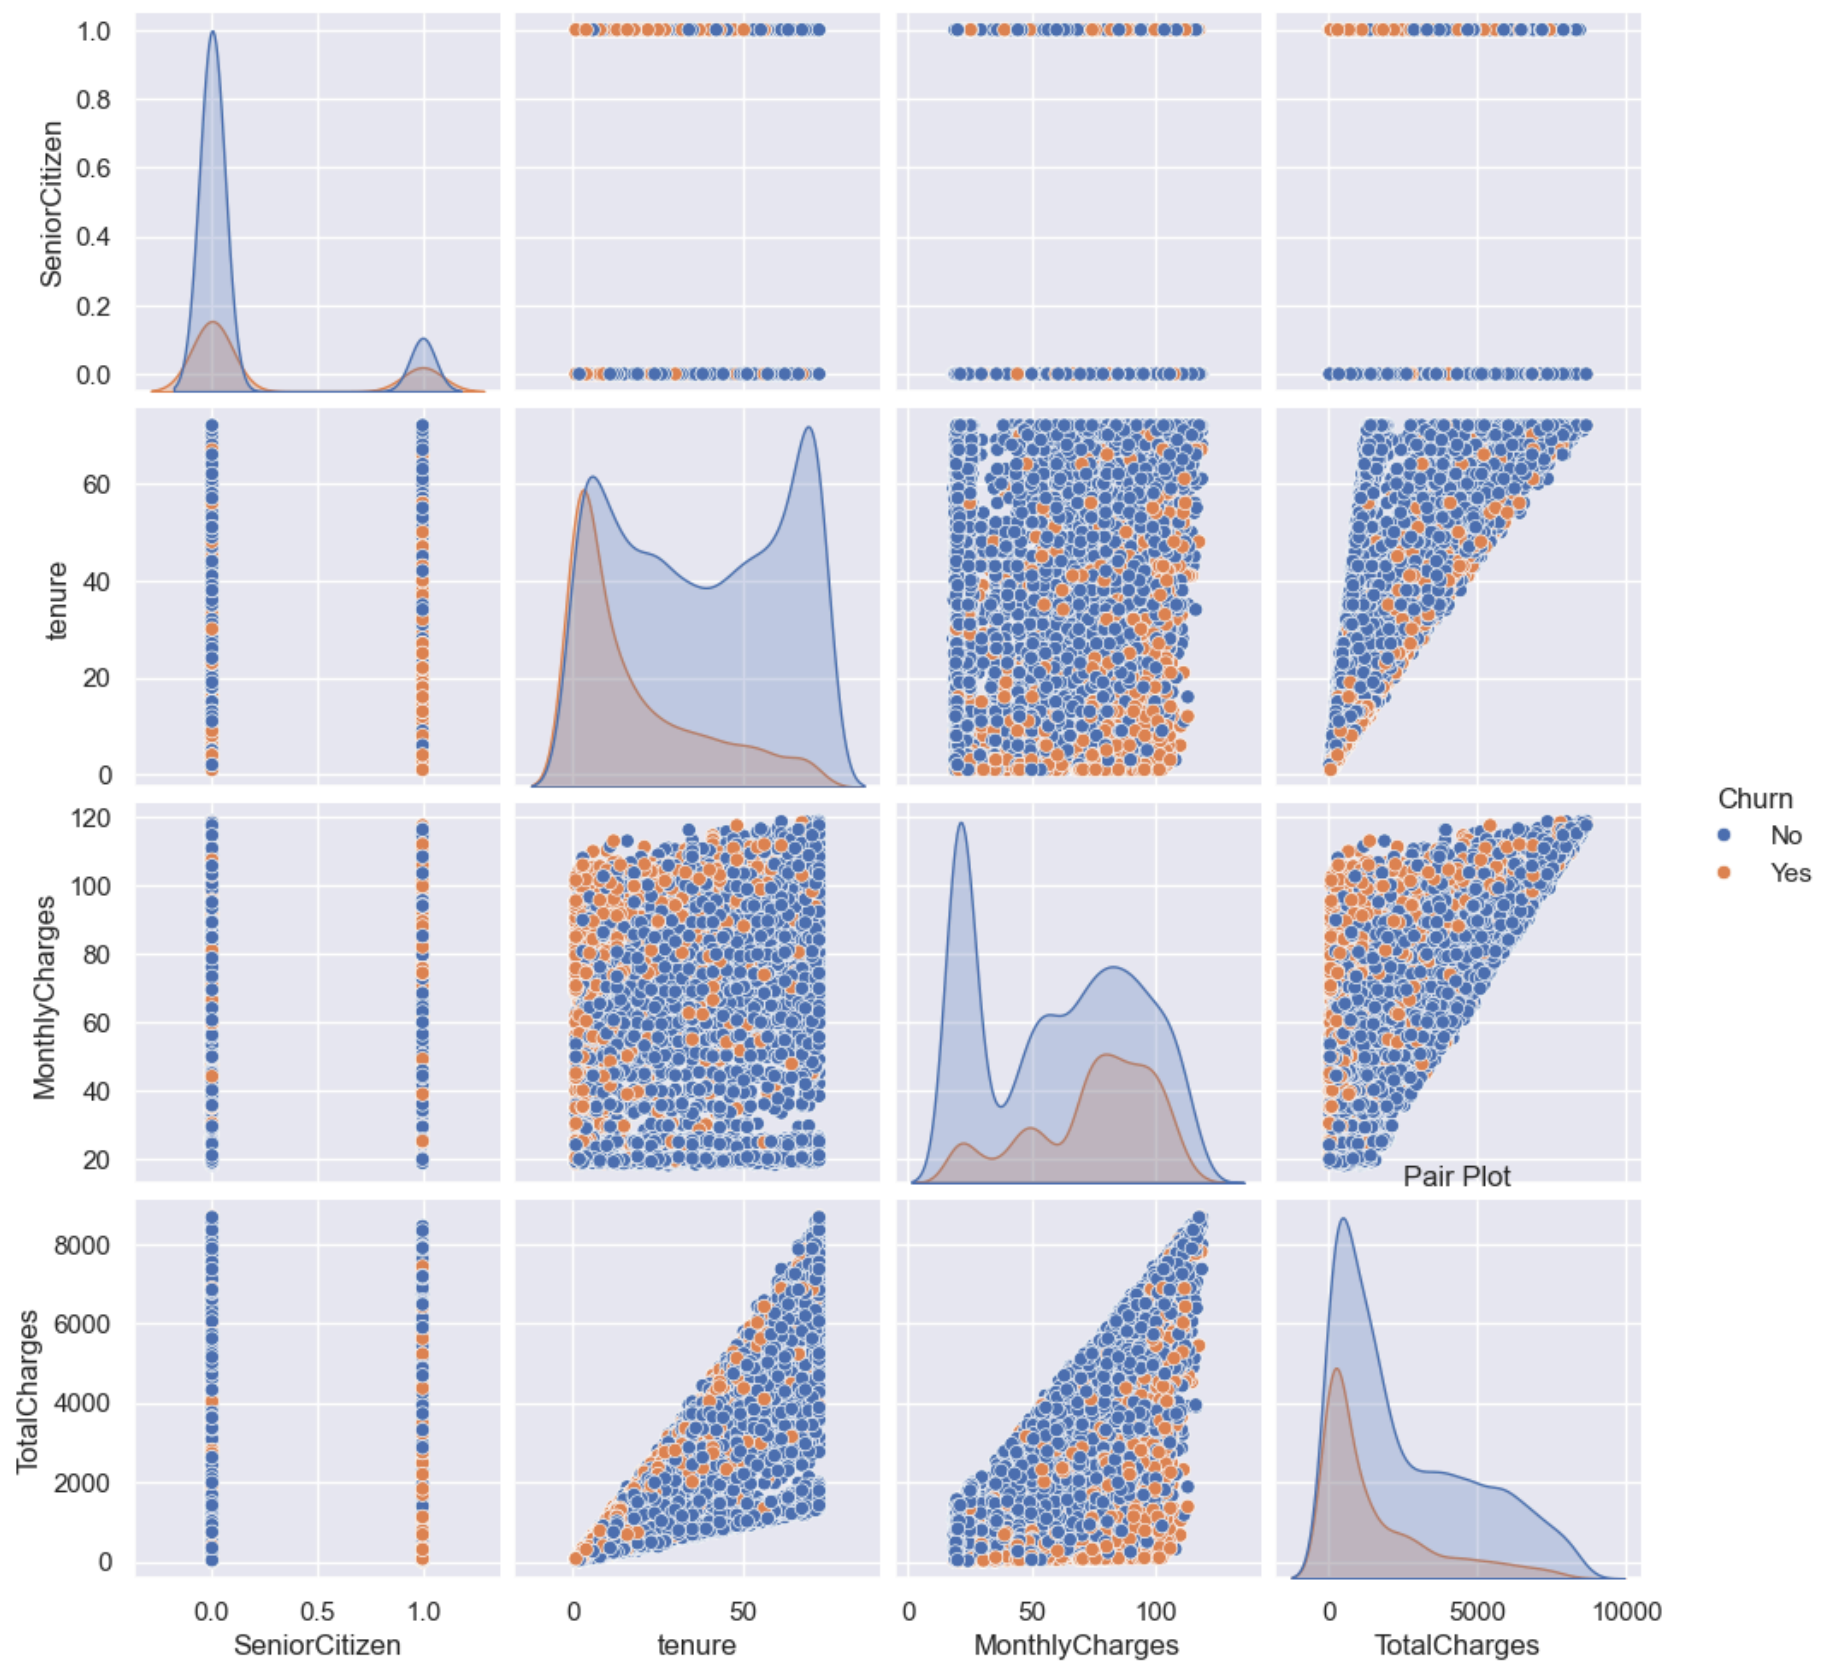 1.0
0.8
0.6
0.4
0.2
0.0
SeniorCitizen
60
40
20
0
tenure
120
100
80
60
40
20
MonthlyCharges
Pair Plot
8000
6000
4000
2000
0
TotalCharges
0.0 0.5 1.0 0 50 0 50 100 0 5000 10000
SeniorCitizen tenure MonthlyCharges TotalCharges
Churn
No
Yes